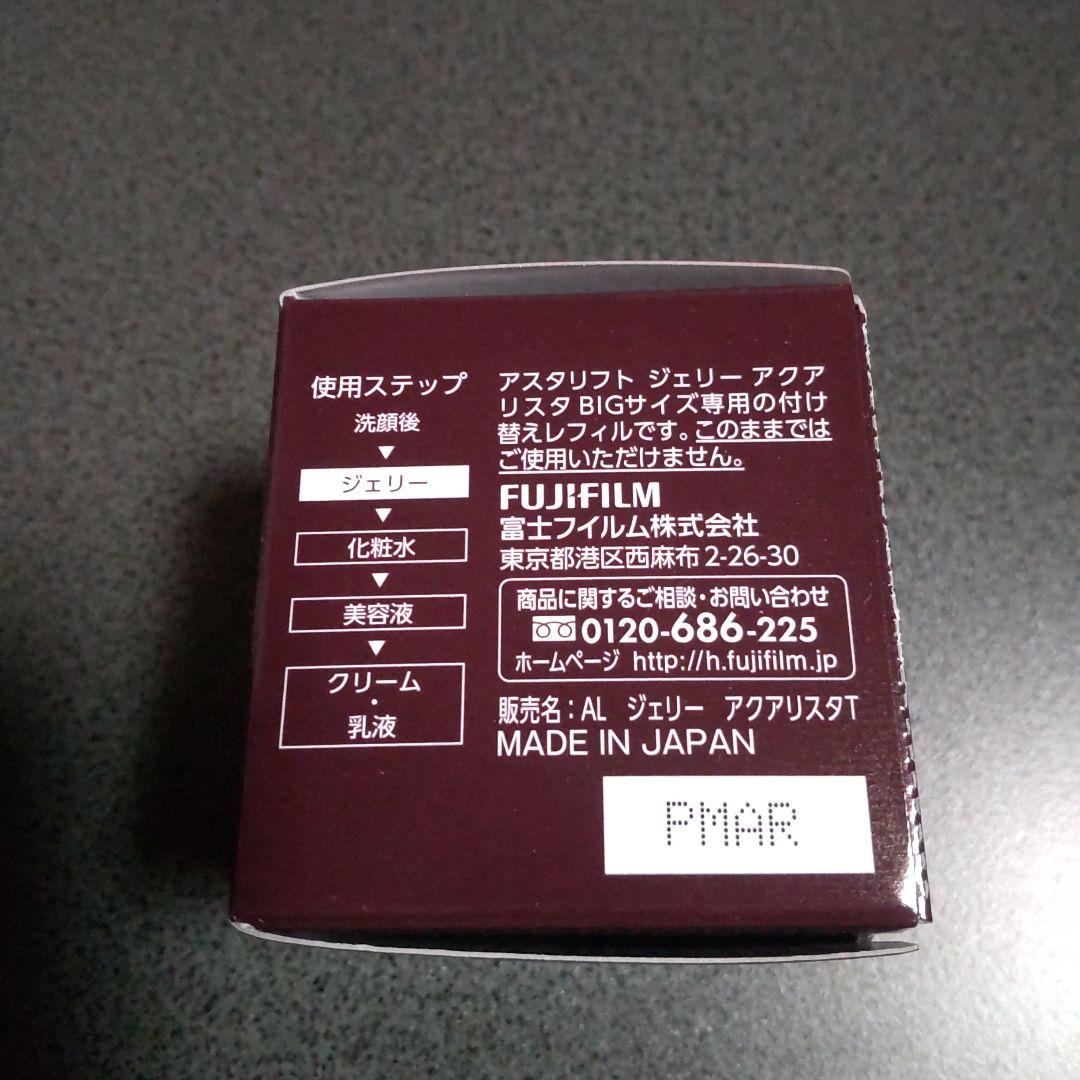 使用ステップ
洗顔後
▼
ジェリー
▼
化粧水
▼
美容液
▼
クリーム
・
乳液
アスタリフト ジェリー アクア
リスタ BIGサイズ専用の付け
替えレフィルです。このままでは
ご使用いただけません。
FUJIFILM
富士フイルム株式会社
東京都港区西麻布 2-26-30
商品に関するご相談・お問い合わせ
0120-686-225
ホームページ http://h.fujifilm.jp
販売名：AL ジェリー アクアリスタT
MADE IN JAPAN
PMAR